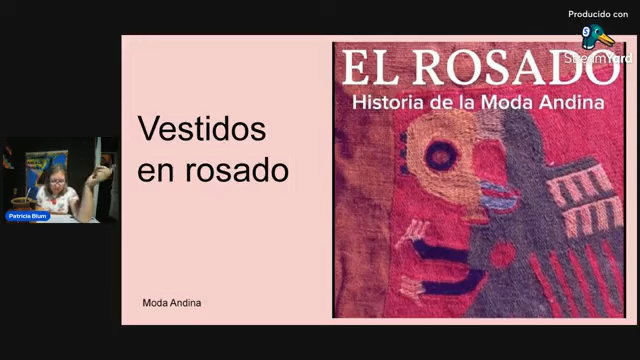 Producido con
StreamYard
EL ROSADO
Historia de la Moda Andina
Vestidos
en rosado
Patricia Blum
Moda Andina